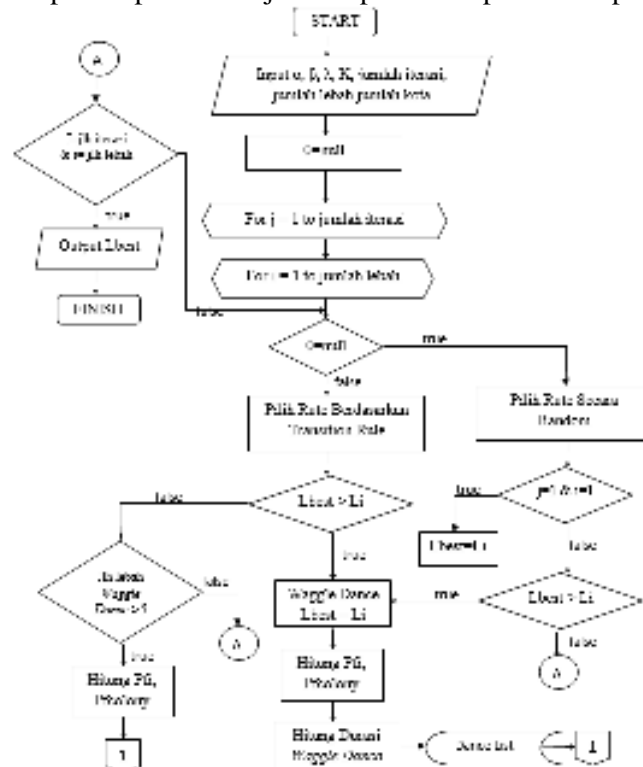 START
A
Input α, β, λ, K, jumlah iterasi,
jumlah lebah jumlah kota
Θ=null
For j = 1 to jumlah iterasi
true
Output Lbest
For i = 1 to jumlah lebah
FINISH
false
Θ=null
true
false
Pilih Rute Berdasarkan
Transition Rule
Pilih Rute Secara
Random
false
Lbest > Li
true
j=1 & i=1
Lbest=Li
true
false
Waggle
false
Waggle Dance
Lbest = Li
true
Lbest > Li
A
true
false
A
Hitung Pfi,
Pfcolony
Hitung Pfi,
Pfcolony
Hitung Durasi
Waggle Dance
Dance List
1
1